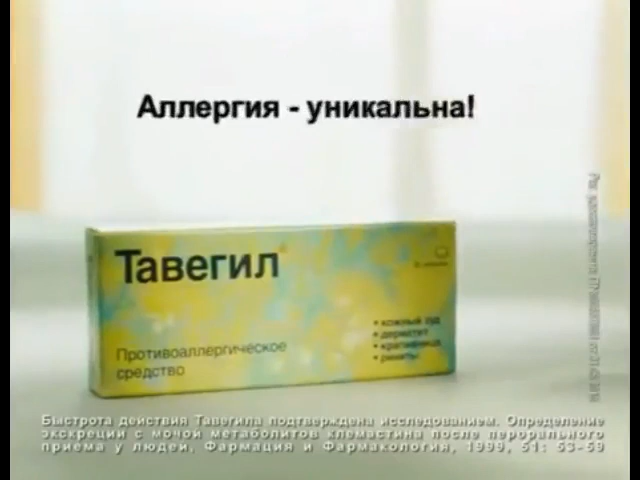 Аллергия - уникальна!
Тавегил
Противоаллергическое
средство
• кожный зуд
• дерматит
• крапивница
• риниты
Быстрота действия Тавегила подтверждена исследованием. Определение
экскреции с мочой метаболитов клемастина после перорального
приема у людей, Фармация и Фармакология, 1999, 51: 53-59